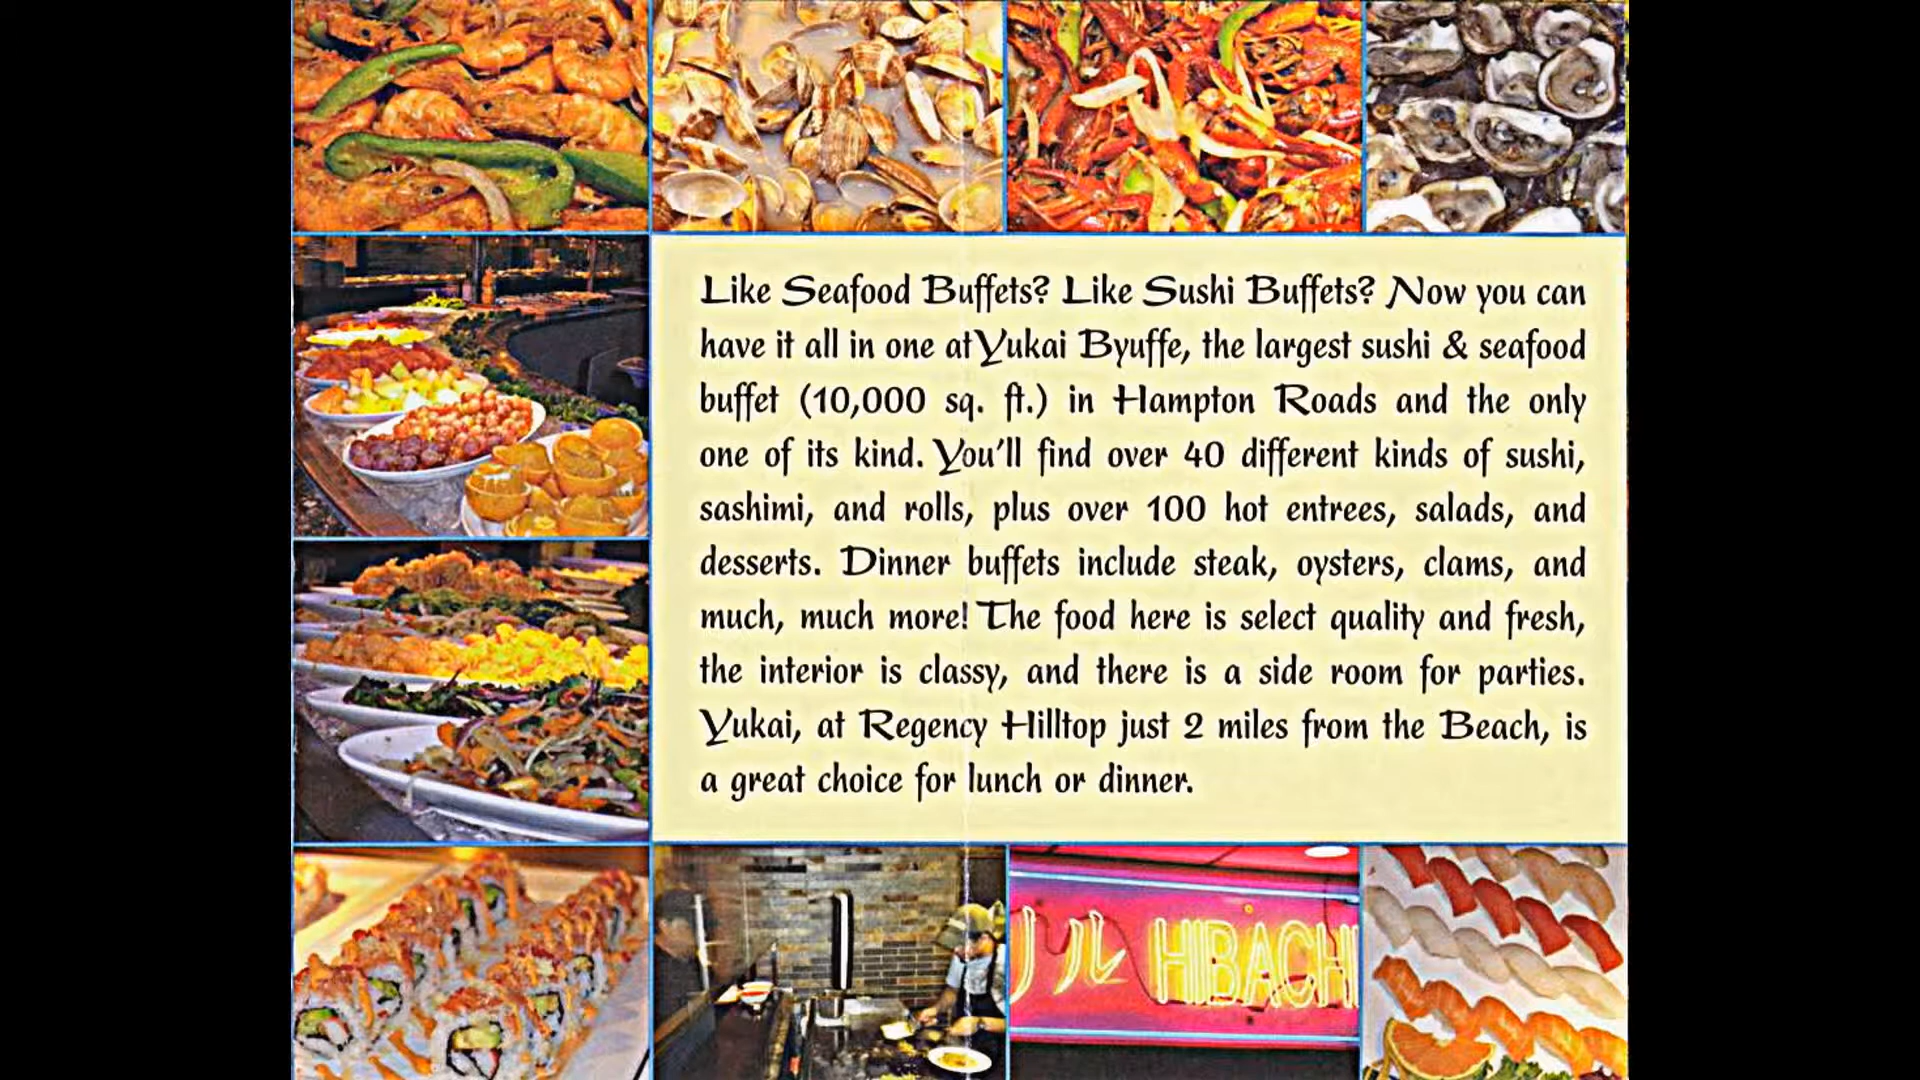 Like Seafood Buffets? Like Sushi Buffets? Now you can
have it all in one at Yukai Byuffe, the largest sushi & seafood
buffet (10,000 sq. ft.) in Hampton Roads and the only
one of its kind. You'll find over 40 different kinds of sushi,
sashimi, and rolls, plus over 100 hot entrees, salads, and
desserts. Dinner buffets include steak, oysters, clams, and
much, much more! The food here is select quality and fresh,
the interior is classy, and there is a side room for parties.
Yukai, at Regency Hilltop just 2 miles from the Beach, is
a great choice for lunch or dinner.
ル HIBACHI